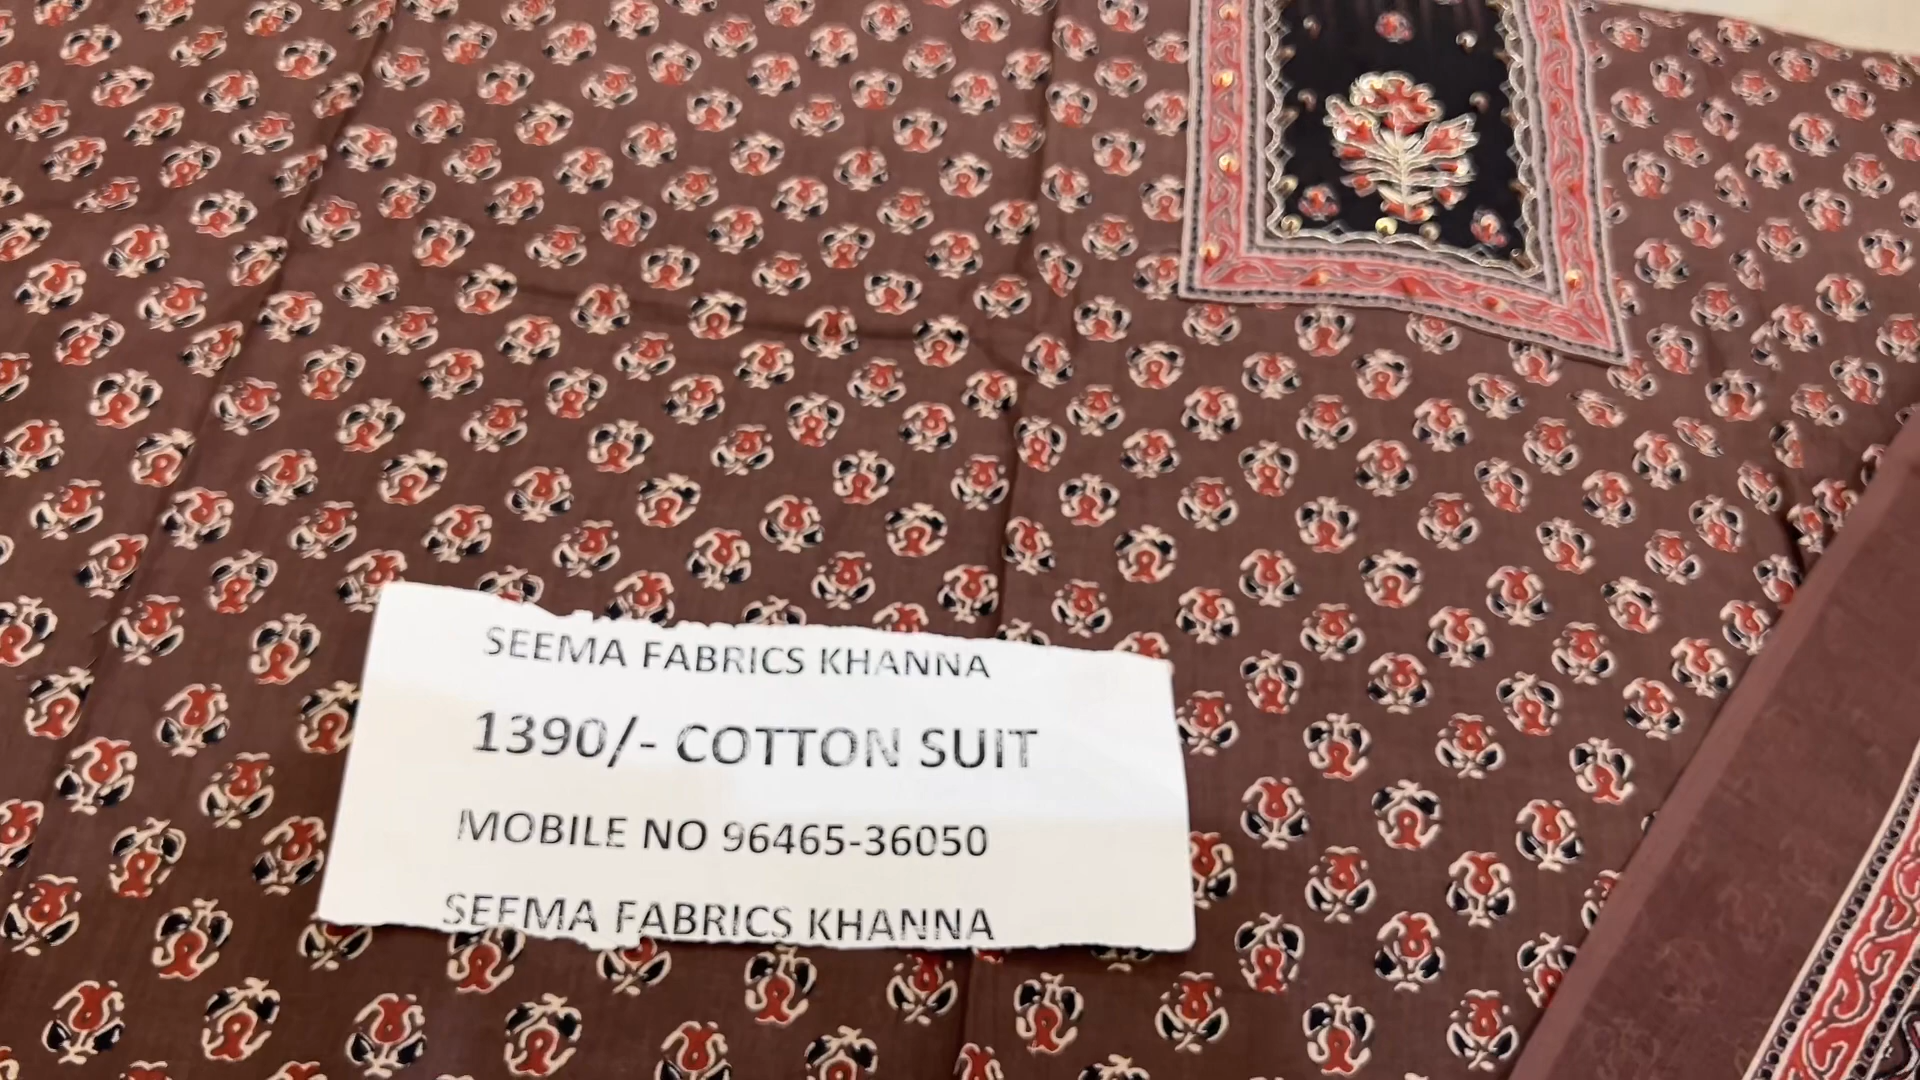 SEEMA FABRICS KHANNA
1390/- COTTON SUIT
MOBILE NO 96465-36050
SEEMA FABRICS KHANNA